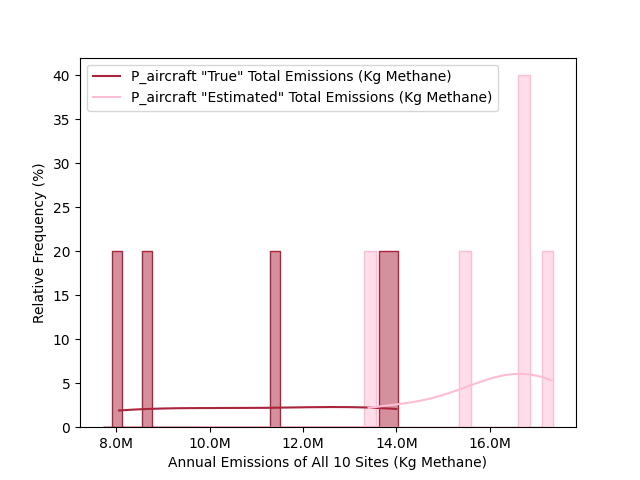 P_aircraft "True" Total Emissions (Kg Methane)
P_aircraft "Estimated" Total Emissions (Kg Methane)
40
35
30
25
20
15
10
5
0
Relative Frequency (%)
8.0M 10.0M 12.0M 14.0M 16.0M
Annual Emissions of All 10 Sites (Kg Methane)